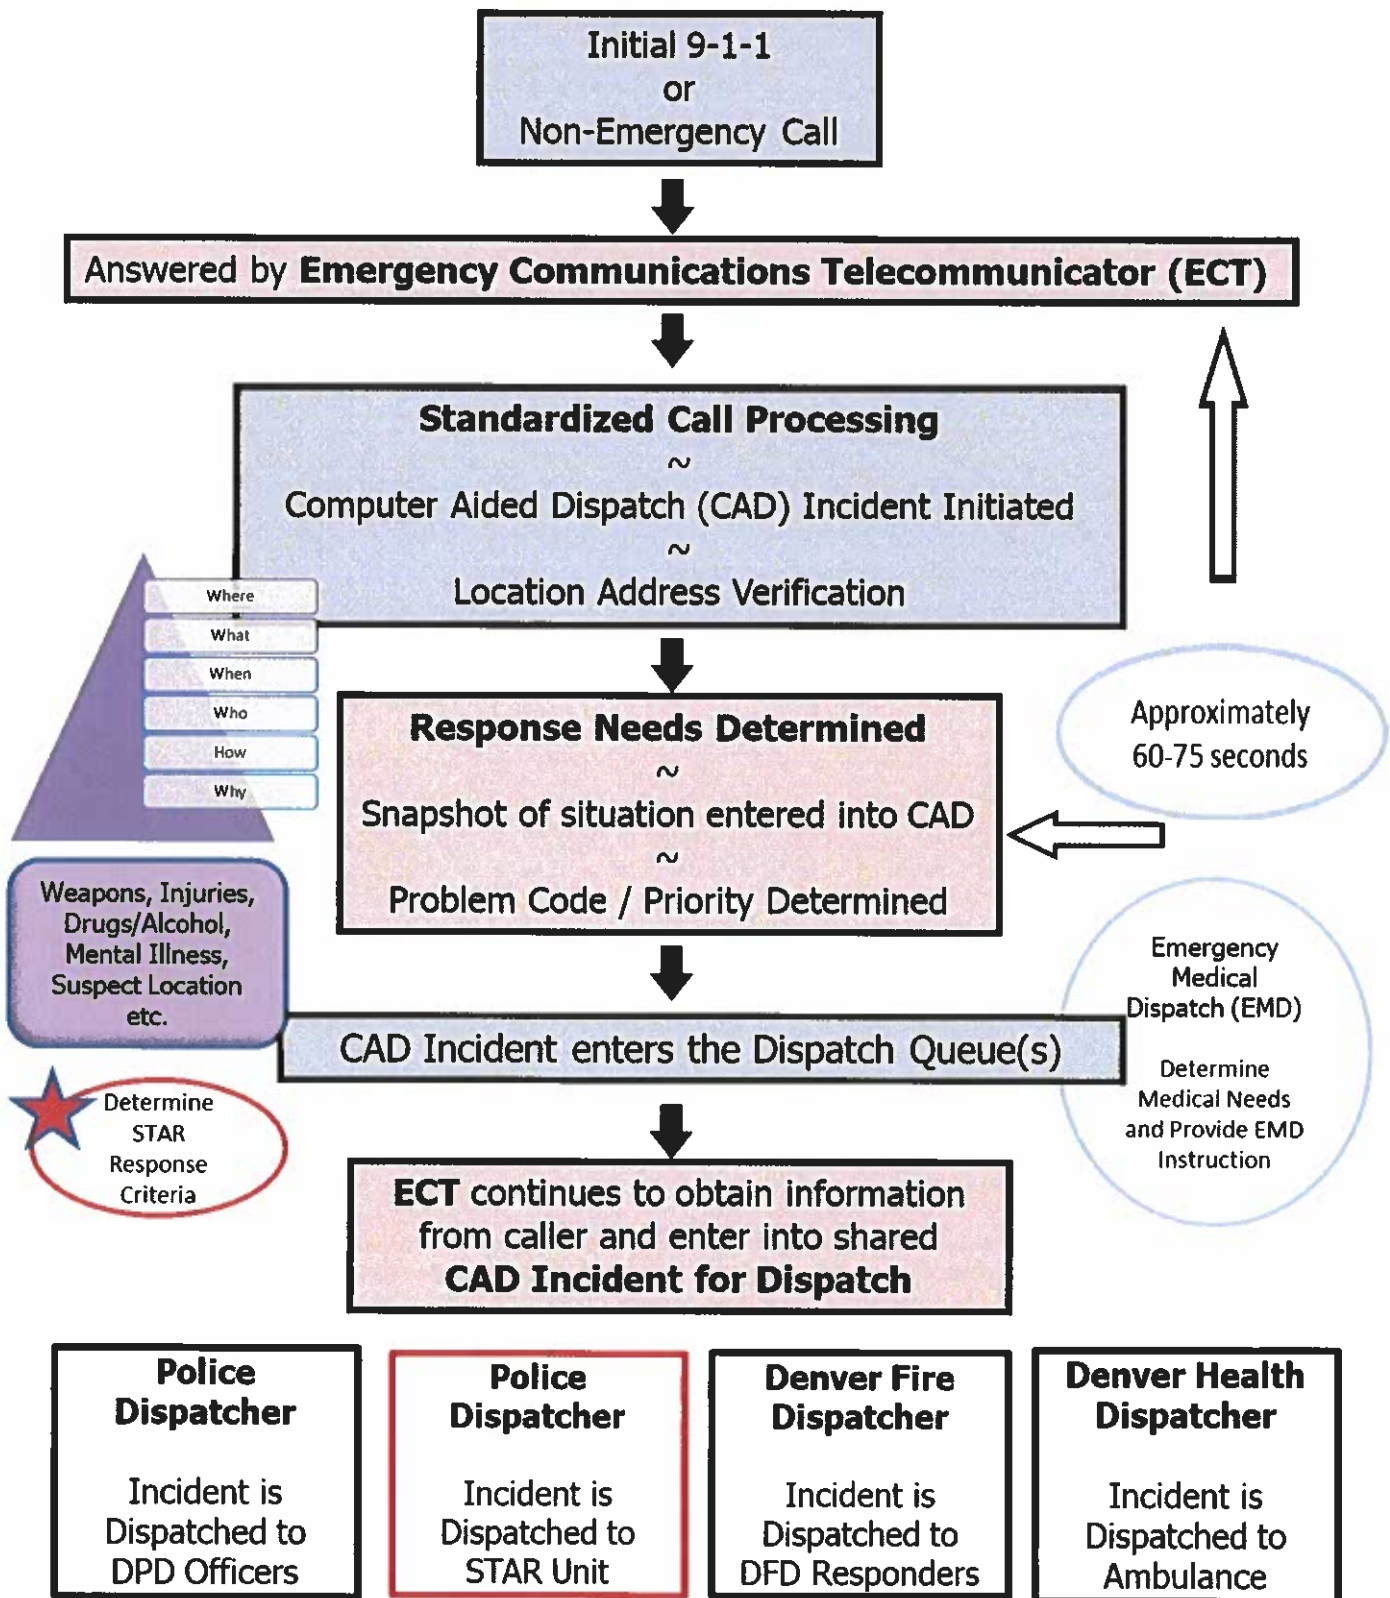 Initial 9-1-1
or
Non-Emergency Call
Answered by Emergency Communications Telecommunicator (ECT)
Standardized Call Processing
~
Computer Aided Dispatch (CAD) Incident Initiated
~
Location Address Verification
Where
What
When
Who
How
Why
Response Needs Determined
~
Snapshot of situation entered into CAD
~
Problem Code / Priority Determined
Approximately
60-75 seconds
Weapons, Injuries,
Drugs/Alcohol,
Mental Illness,
Suspect Location
etc.
CAD Incident enters the Dispatch Queue(s)
Emergency
Medical
Dispatch (EMD)
Determine
Medical Needs
and Provide EMD
Instruction
Determine
STAR
Response
Criteria
ECT continues to obtain information
from caller and enter into shared
CAD Incident for Dispatch
Police
Dispatcher
Incident is
Dispatched to
DPD Officers
Police
Dispatcher
Incident is
Dispatched to
STAR Unit
Denver Fire
Dispatcher
Incident is
Dispatched to
DFD Responders
Denver Health
Dispatcher
Incident is
Dispatched to
Ambulance